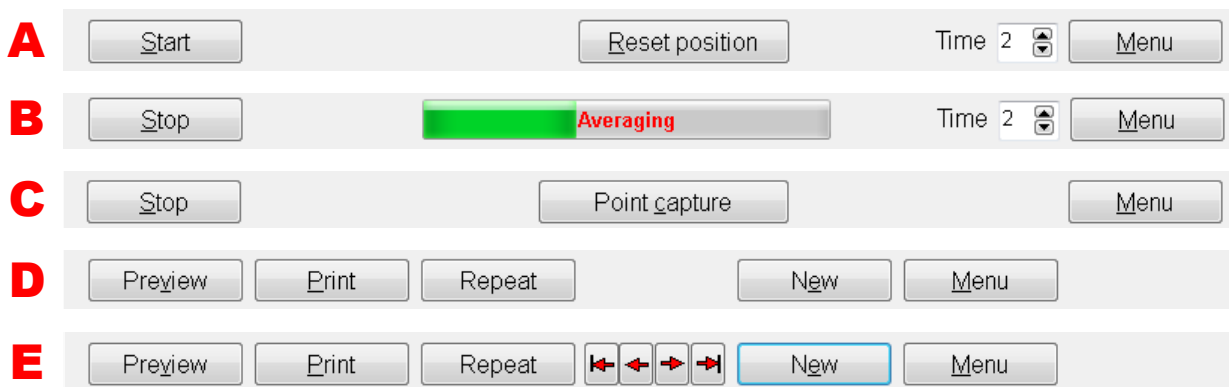 A Start Reset position Time 2 Menu
B Stop Averaging Time 2 Menu
C Stop Point capture Menu
D Preview Print Repeat New Menu
E Preview Print Repeat New Menu